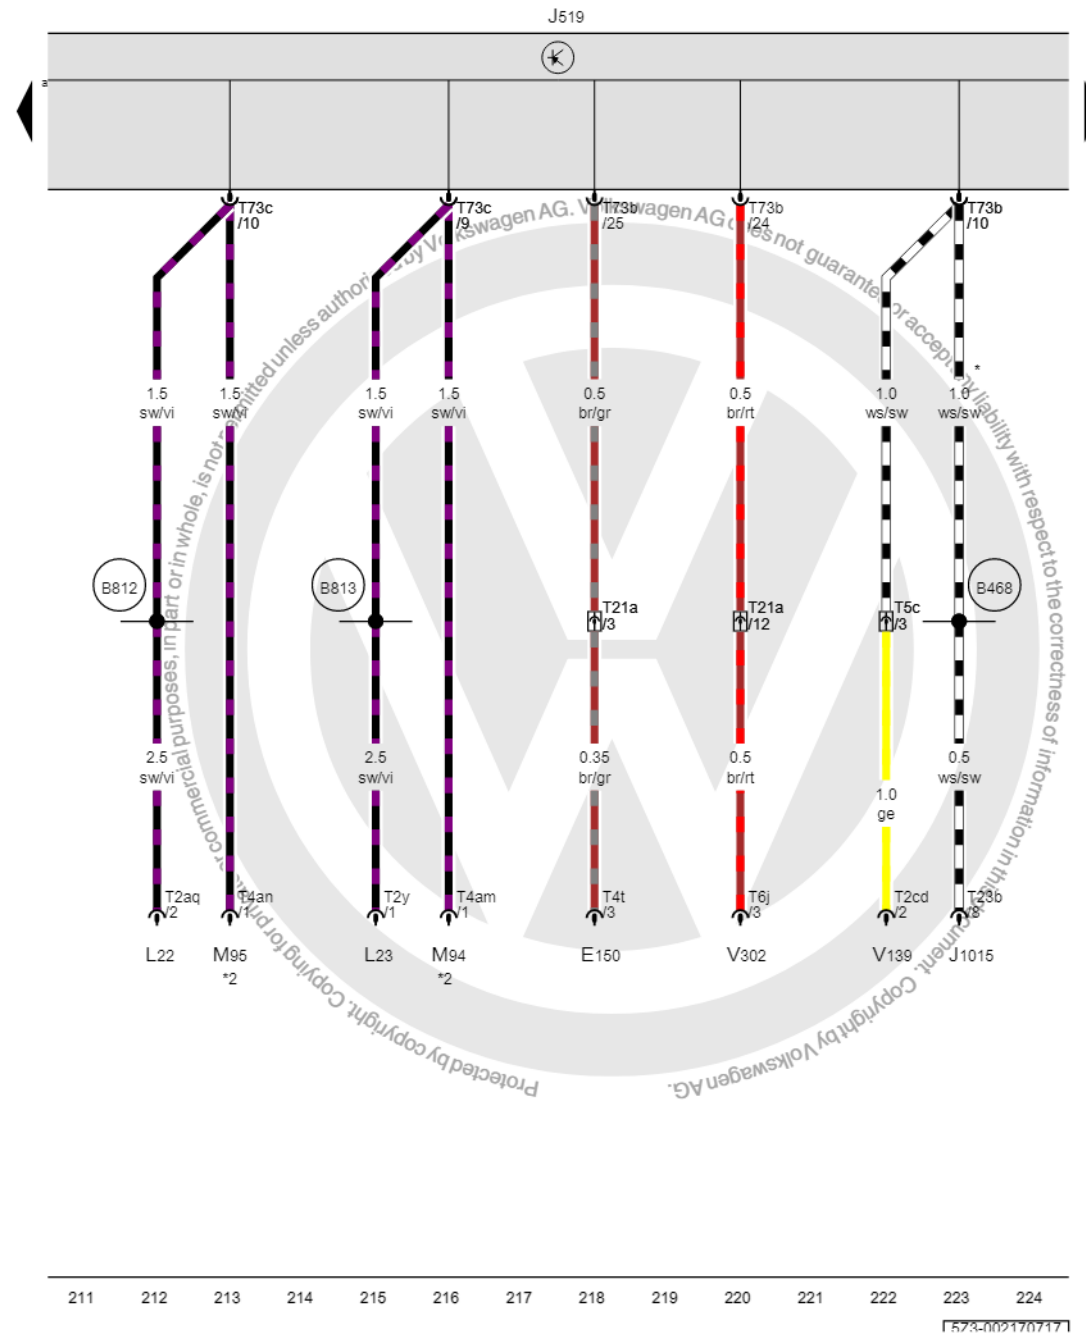 J519
a
T73c
/10
T73c
/9
T73b
/25
T73b
/24
T73b
/10
*
1.5
sw/vi
1.5
sw/vi
1.5
sw/vi
1.5
sw/vi
0.5
br/gr
0.5
br/rt
1.0
ws/sw
1.0
ws/sw
B812
B813
B468
T21a
/3
T21a
/12
T5c
/3
2.5
sw/vi
2.5
sw/vi
0.35
br/gr
0.5
br/rt
1.0
ge
0.5
ws/sw
T2aq
/2
T4an
/1
T2y
/1
T4am
/1
T4t
/3
T6j
/3
T2cd
/2
T23b
/8
L22
M95
*2
L23
M94
*2
E150
V302
V139
J1015
Protected by copyright. Copying for private or commercial purposes, in part or in whole, is not permitted unless authorised by Volkswagen AG. Volkswagen AG does not guarantee or accept any liability with respect to the correctness of information in this document. Copyright by Volkswagen AG.
211 212 213 214 215 216 217 218 219 220 221 222 223 224
573-002170717